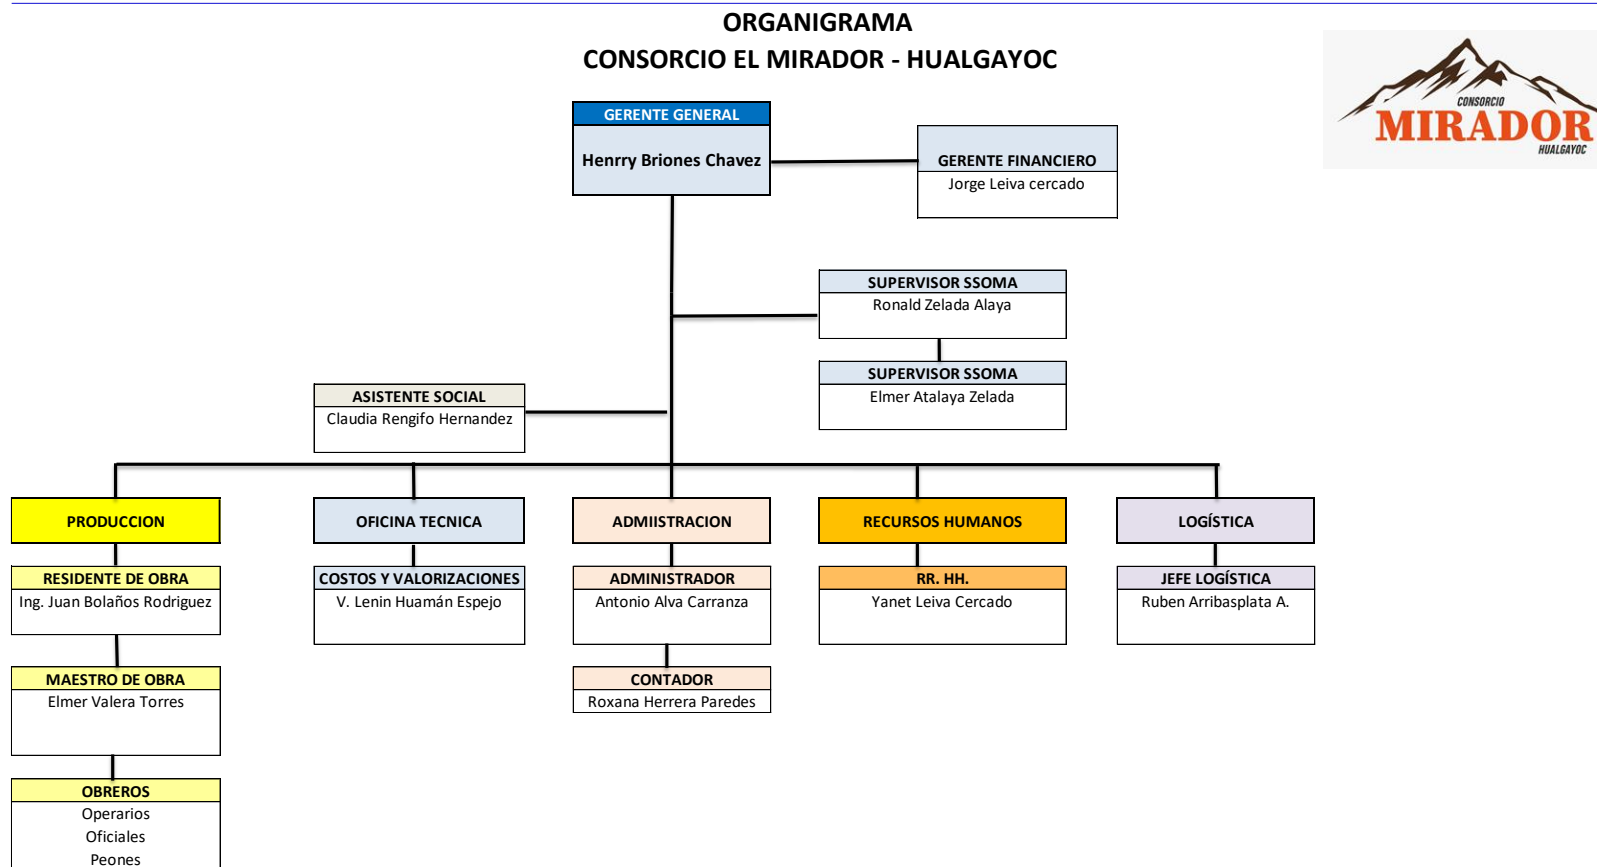 ORGANIGRAMA
CONSORCIO EL MIRADOR - HUALGAYOC
CONSORCIO
MIRADOR
HUALGAYOC
GERENTE GENERAL
Henrry Briones Chavez
GERENTE FINANCIERO
Jorge Leiva cercado
SUPERVISOR SSOMA
Ronald Zelada Alaya
SUPERVISOR SSOMA
Elmer Atalaya Zelada
ASISTENTE SOCIAL
Claudia Rengifo Hernandez
PRODUCCION
OFICINA TECNICA
ADMIISTRACION
RECURSOS HUMANOS
LOGÍSTICA
RESIDENTE DE OBRA
Ing. Juan Bolaños Rodriguez
COSTOS Y VALORIZACIONES
V. Lenin Huamán Espejo
ADMINISTRADOR
Antonio Alva Carranza
RR. HH.
Yanet Leiva Cercado
JEFE LOGÍSTICA
Ruben Arribasplata A.
MAESTRO DE OBRA
Elmer Valera Torres
CONTADOR
Roxana Herrera Paredes
OBREROS
Operarios
Oficiales
Peones